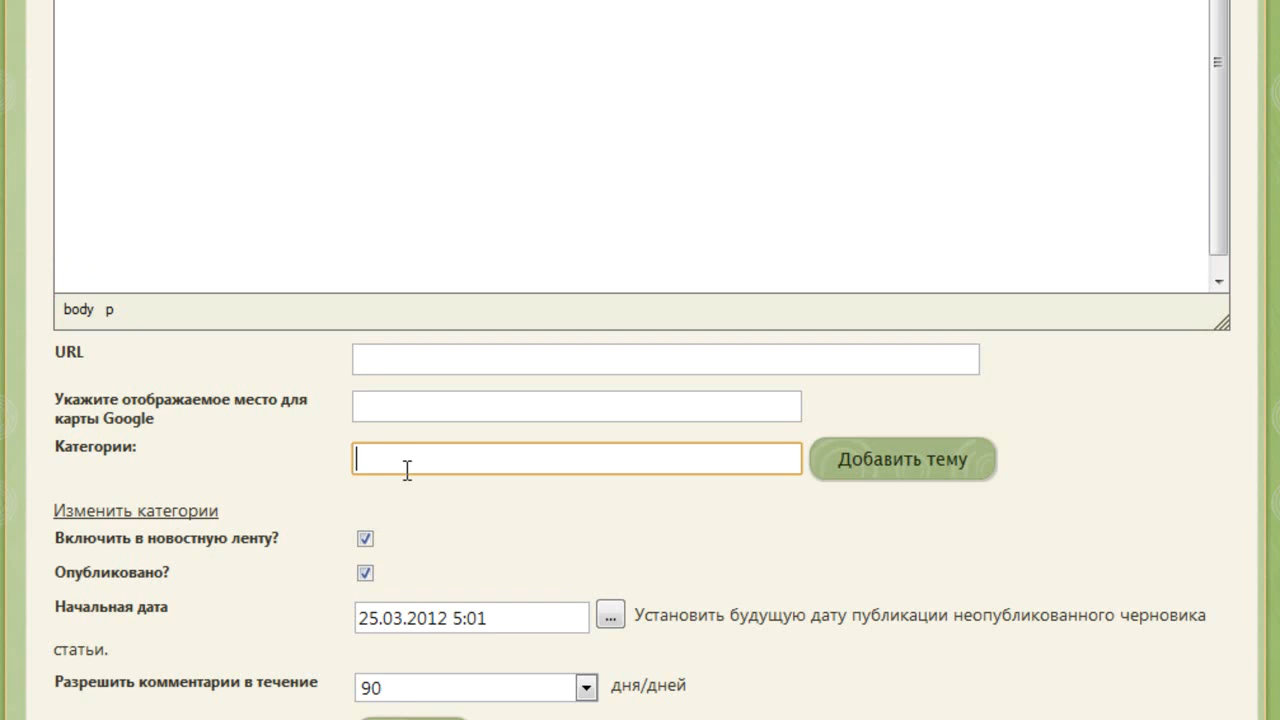 body p
URL
Укажите отображаемое место для
карты Google
Категории:
Добавить тему
Изменить категории
Включить в новостную ленту?
Опубликовано?
Начальная дата
25.03.2012 5:01
...
Установить будущую дату публикации неопубликованного черновика
статьи.
Разрешить комментарии в течение
90
дня/дней